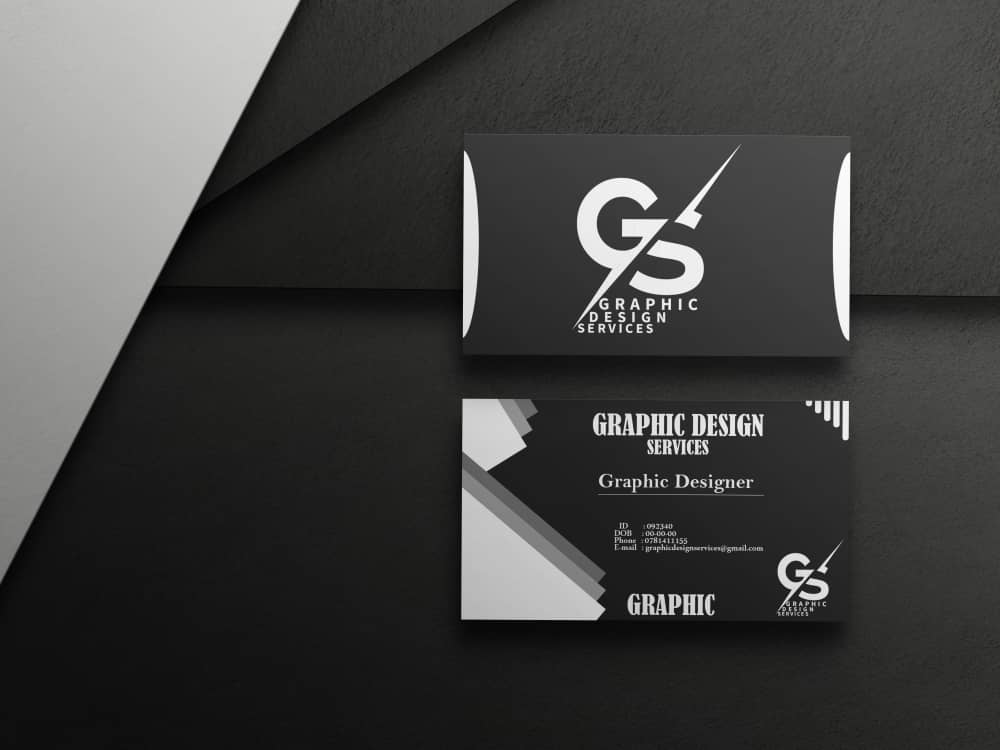 GS
GRAPHIC
DESIGN
SERVICES
GRAPHIC DESIGN
SERVICES
Graphic Designer
ID : 092340
DOB : 00-00-00
Phone : 0781411155
E-mail : graphicdesignservices@gmail.com
GRAPHIC
GS
GRAPHIC
DESIGN
SERVICES